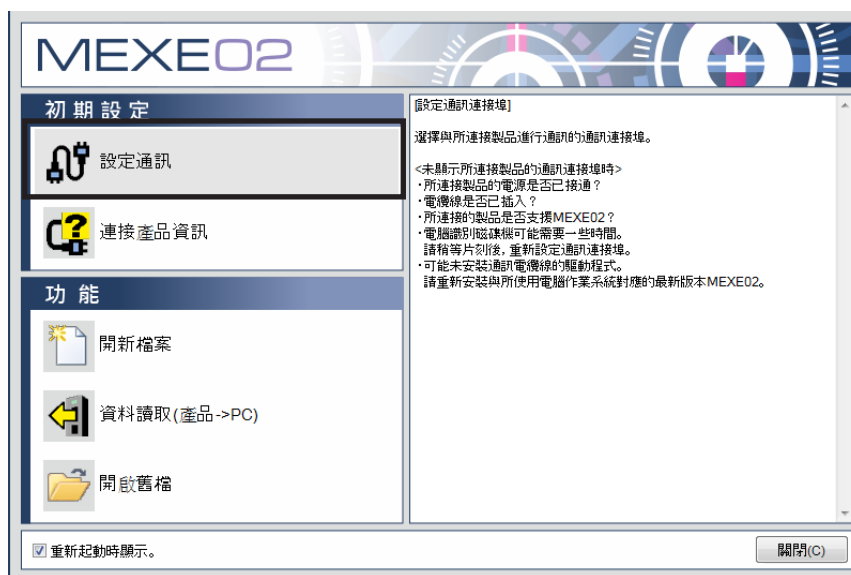 MEXE02
初期設定
設定通訊
連接產品資訊
功能
開新檔案
資料讀取(產品->PC)
開啟舊檔
[設定通訊連接埠]
選擇與所連接製品進行通訊的通訊連接埠。
<未顯示所連接製品的通訊連接埠時>
・所連接製品的電源是否已接通？
・電纜線是否已插入？
・所連接的製品是否支援MEXE02？
・電腦識別磁碟機可能需要一些時間。
請稍等片刻後，重新設定通訊連接埠。
・可能未安裝通訊電纜線的驅動程式。
請重新安裝與所使用電腦作業系統對應的最新版本MEXE02。
重新起動時顯示。
關閉(C)